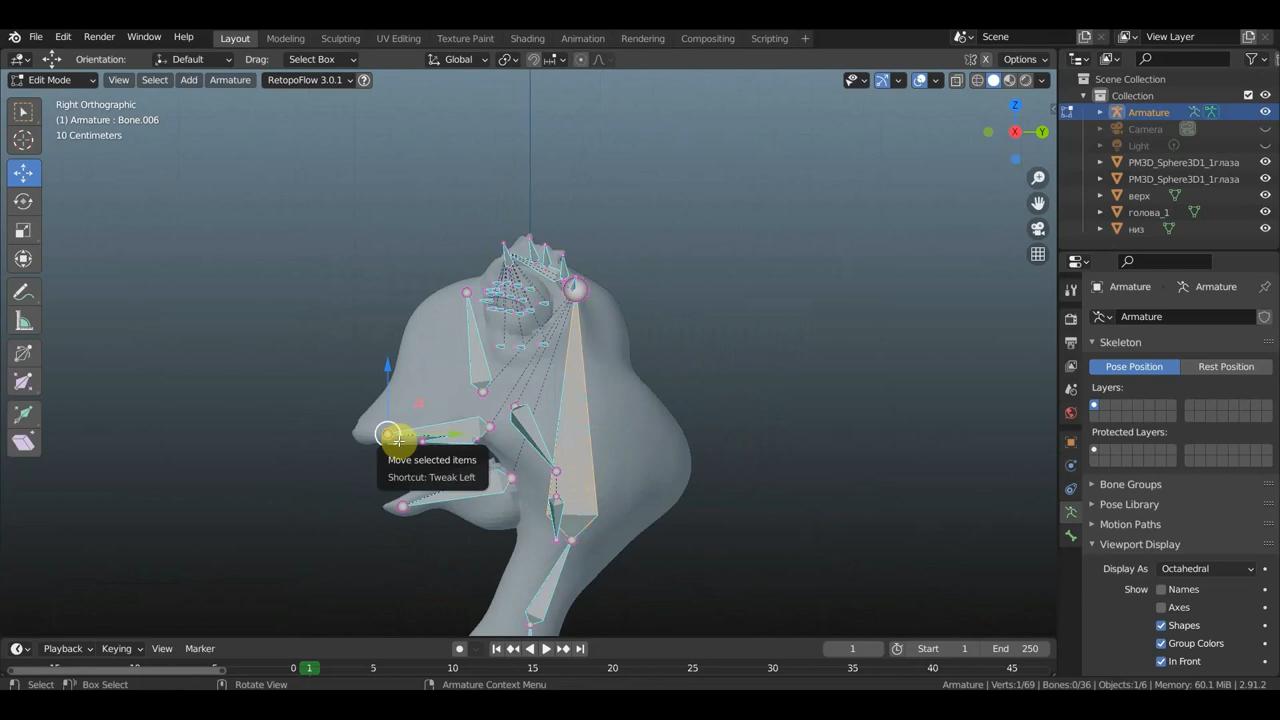 File Edit Render Window Help Layout Modeling Sculpting UV Editing Texture Paint Shading Animation Rendering Compositing Scripting + Scene View Layer
Orientation: Default Drag: Select Box Global X Options
Edit Mode View Select Add Armature RetopoFlow 3.0.1
Right Orthographic
(1) Armature : Bone.006
10 Centimeters
Z
X
Y
Move selected items
Shortcut: Tweak Left
Scene Collection
Collection
Armature
Camera
Light
PM3D_Sphere3D1_1глаза
PM3D_Sphere3D1_1глаза
верх
голова_1
низ
Armature Armature
Armature
Skeleton
Pose Position Rest Position
Layers:
Protected Layers:
Bone Groups
Pose Library
Motion Paths
Viewport Display
Display As Octahedral
Show Names
Axes
Shapes
Group Colors
In Front
Playback Keying View Marker 1 Start 1 End 250
0 1 5 10 15 20 25 30 35 40 45
Select Box Select Rotate View Armature Context Menu Armature | Verts:1/69 | Bones:0/36 | Objects:1/6 | Memory: 60.1 MiB | 2.91.2